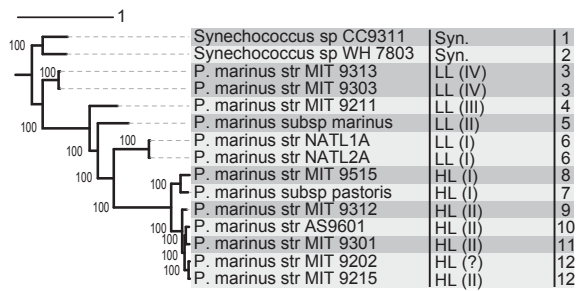 1
Synechococcus sp CC9311 Syn. 1
100
Synechococcus sp WH 7803 Syn. 2
100
P. marinus str MIT 9313 LL (IV) 3
100
P. marinus str MIT 9303 LL (IV) 3
P. marinus str MIT 9211 LL (III) 4
100
P. marinus subsp marinus LL (II) 5
100
P. marinus str NATL1A LL (I) 6
100
100
P. marinus str NATL2A LL (I) 6
P. marinus str MIT 9515 HL (I) 8
100
P. marinus subsp pastoris HL (I) 7
100
P. marinus str MIT 9312 HL (II) 9
P. marinus str AS9601 HL (II) 10
100
P. marinus str MIT 9301 HL (II) 11
100
P. marinus str MIT 9202 HL (?) 12
100
100
P. marinus str MIT 9215 HL (II) 12